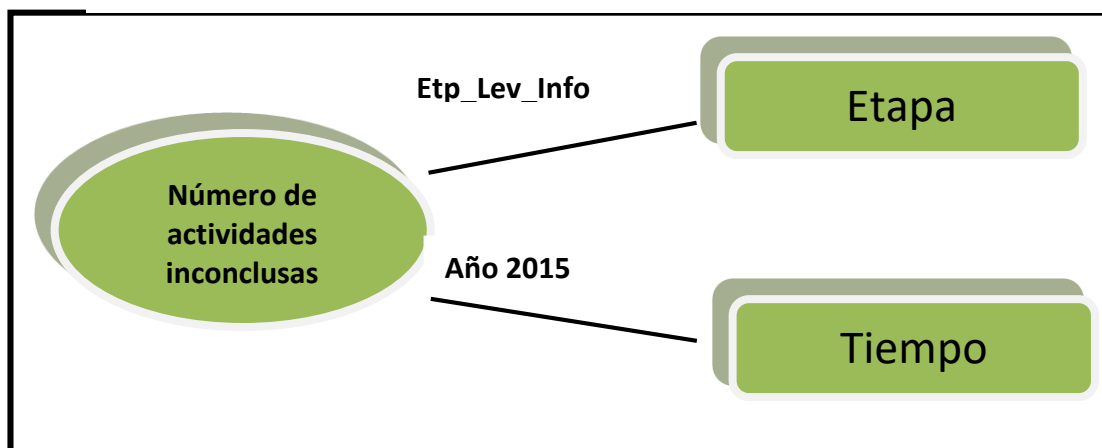 Etp_Lev_Info
Etapa
Número de
actividades
inconclusas
Año 2015
Tiempo